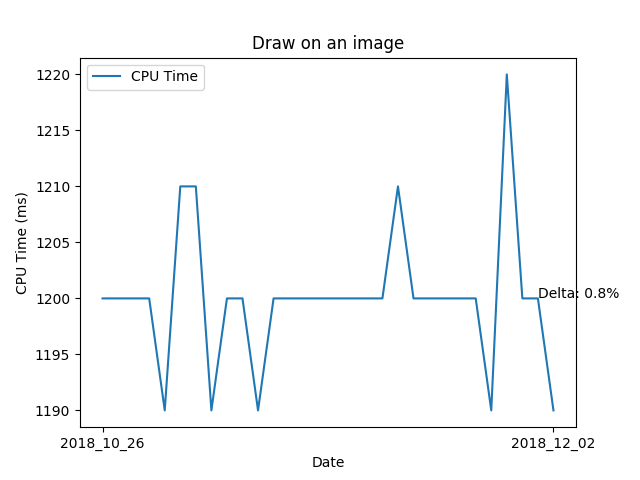 Draw on an image
CPU Time
1220
1215
1210
1205
1200
1195
1190
CPU Time (ms)
Delta: 0.8%
2018_10_26
2018_12_02
Date